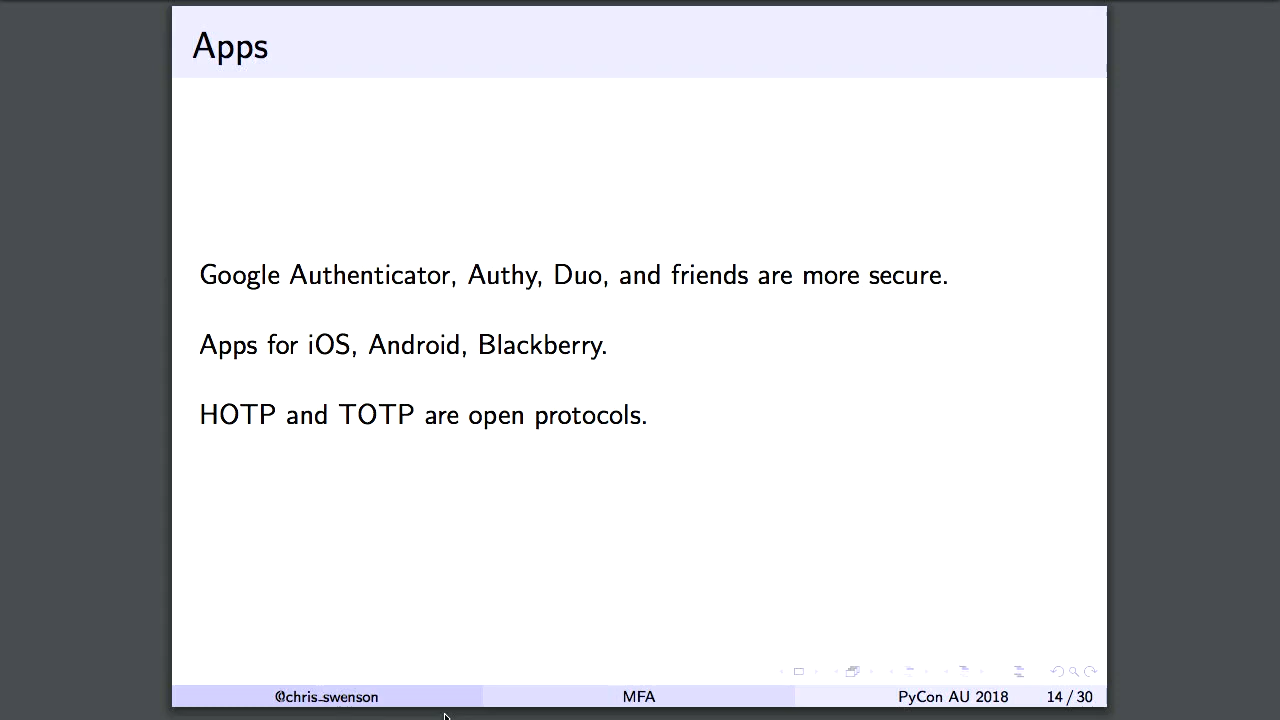 Apps
Google Authenticator, Authy, Duo, and friends are more secure.
Apps for iOS, Android, Blackberry.
HOTP and TOTP are open protocols.
@chris_swenson MFA PyCon AU 2018 14 / 30